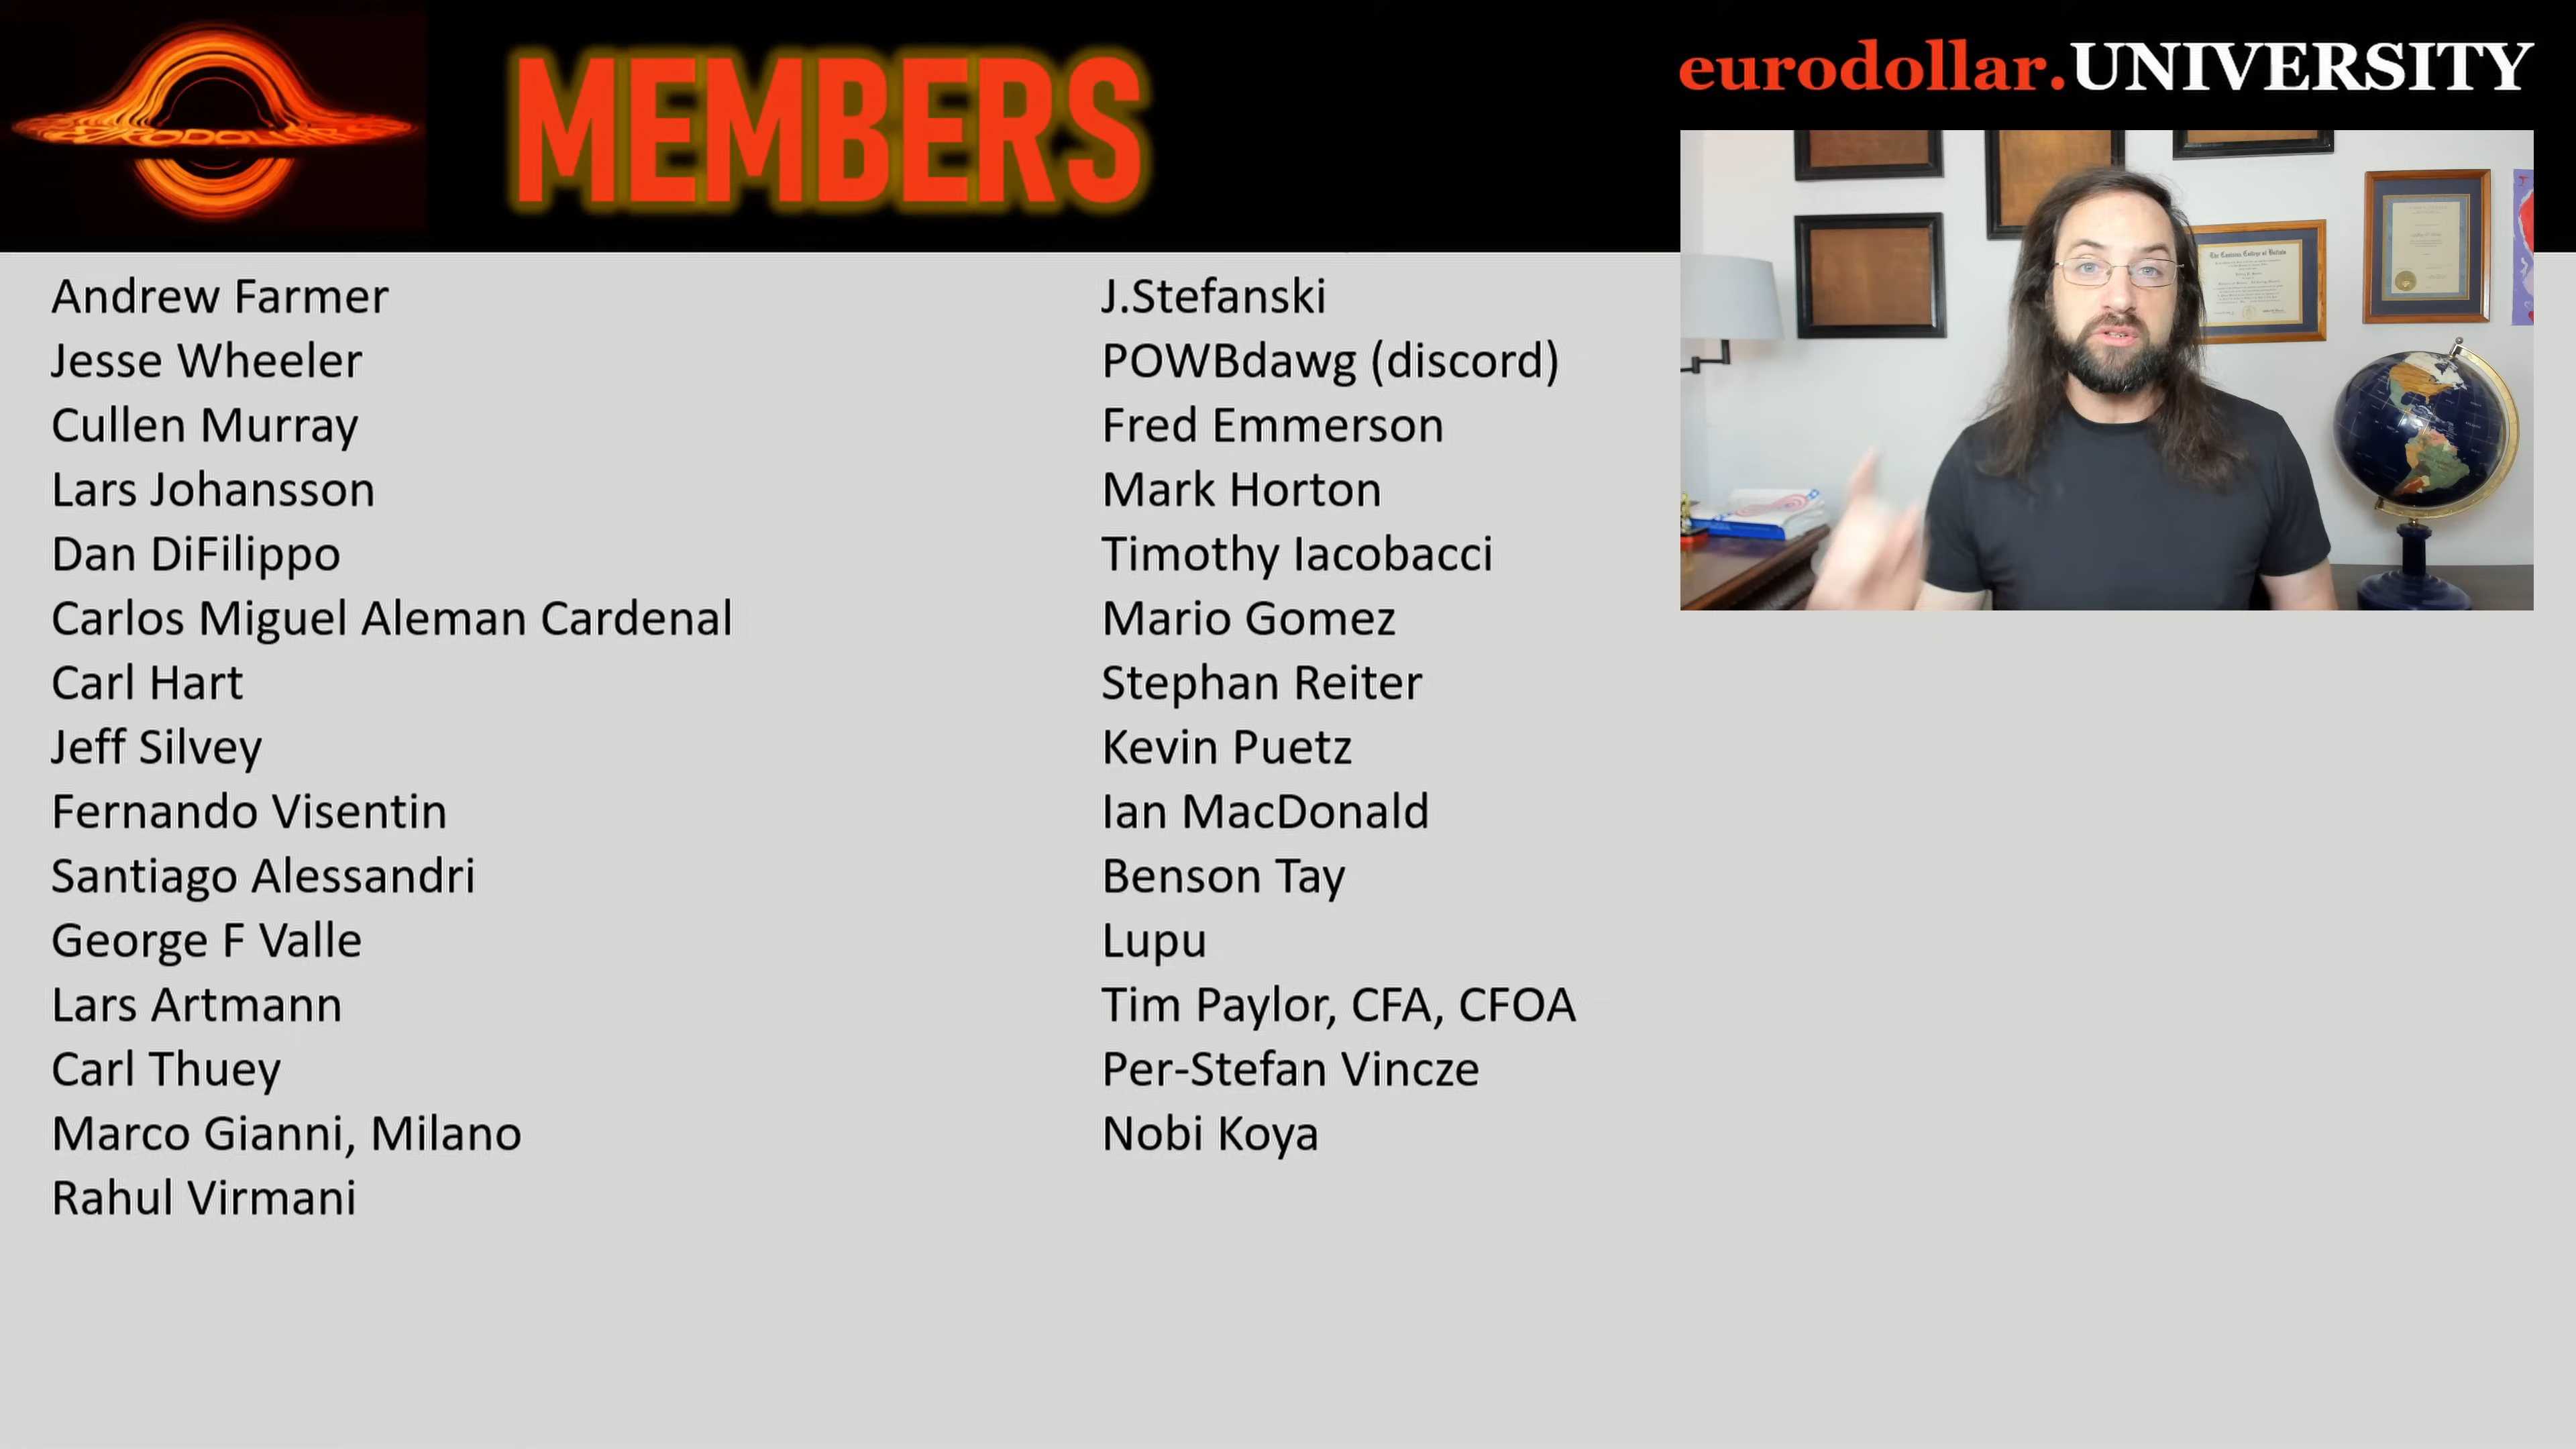 MEMBERS
eurodollar.UNIVERSITY
Andrew Farmer
Jesse Wheeler
Cullen Murray
Lars Johansson
Dan DiFilippo
Carlos Miguel Aleman Cardenal
Carl Hart
Jeff Silvey
Fernando Visentin
Santiago Alessandri
George F Valle
Lars Artmann
Carl Thuey
Marco Gianni, Milano
Rahul Virmani
J.Stefanski
POWBdawg (discord)
Fred Emmerson
Mark Horton
Timothy Iacobacci
Mario Gomez
Stephan Reiter
Kevin Puetz
Ian MacDonald
Benson Tay
Lupu
Tim Paylor, CFA, CFOA
Per-Stefan Vincze
Nobi Koya